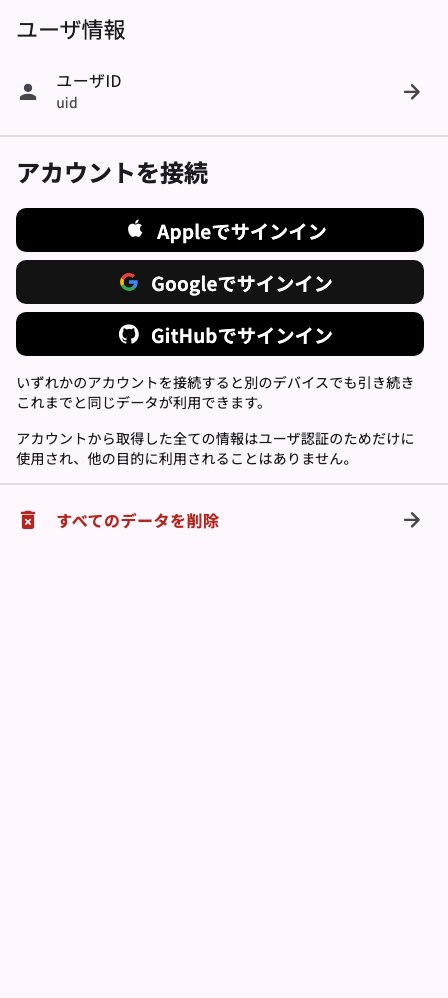 ユーザ情報
ユーザID
uid
アカウントを接続
Appleでサインイン
Googleでサインイン
GitHubでサインイン
いずれかのアカウントを接続すると別のデバイスでも引き続き
これまでと同じデータが利用できます。
アカウントから取得した全ての情報はユーザ認証のためだけに
使用され、他の目的に利用されることはありません。
すべてのデータを削除